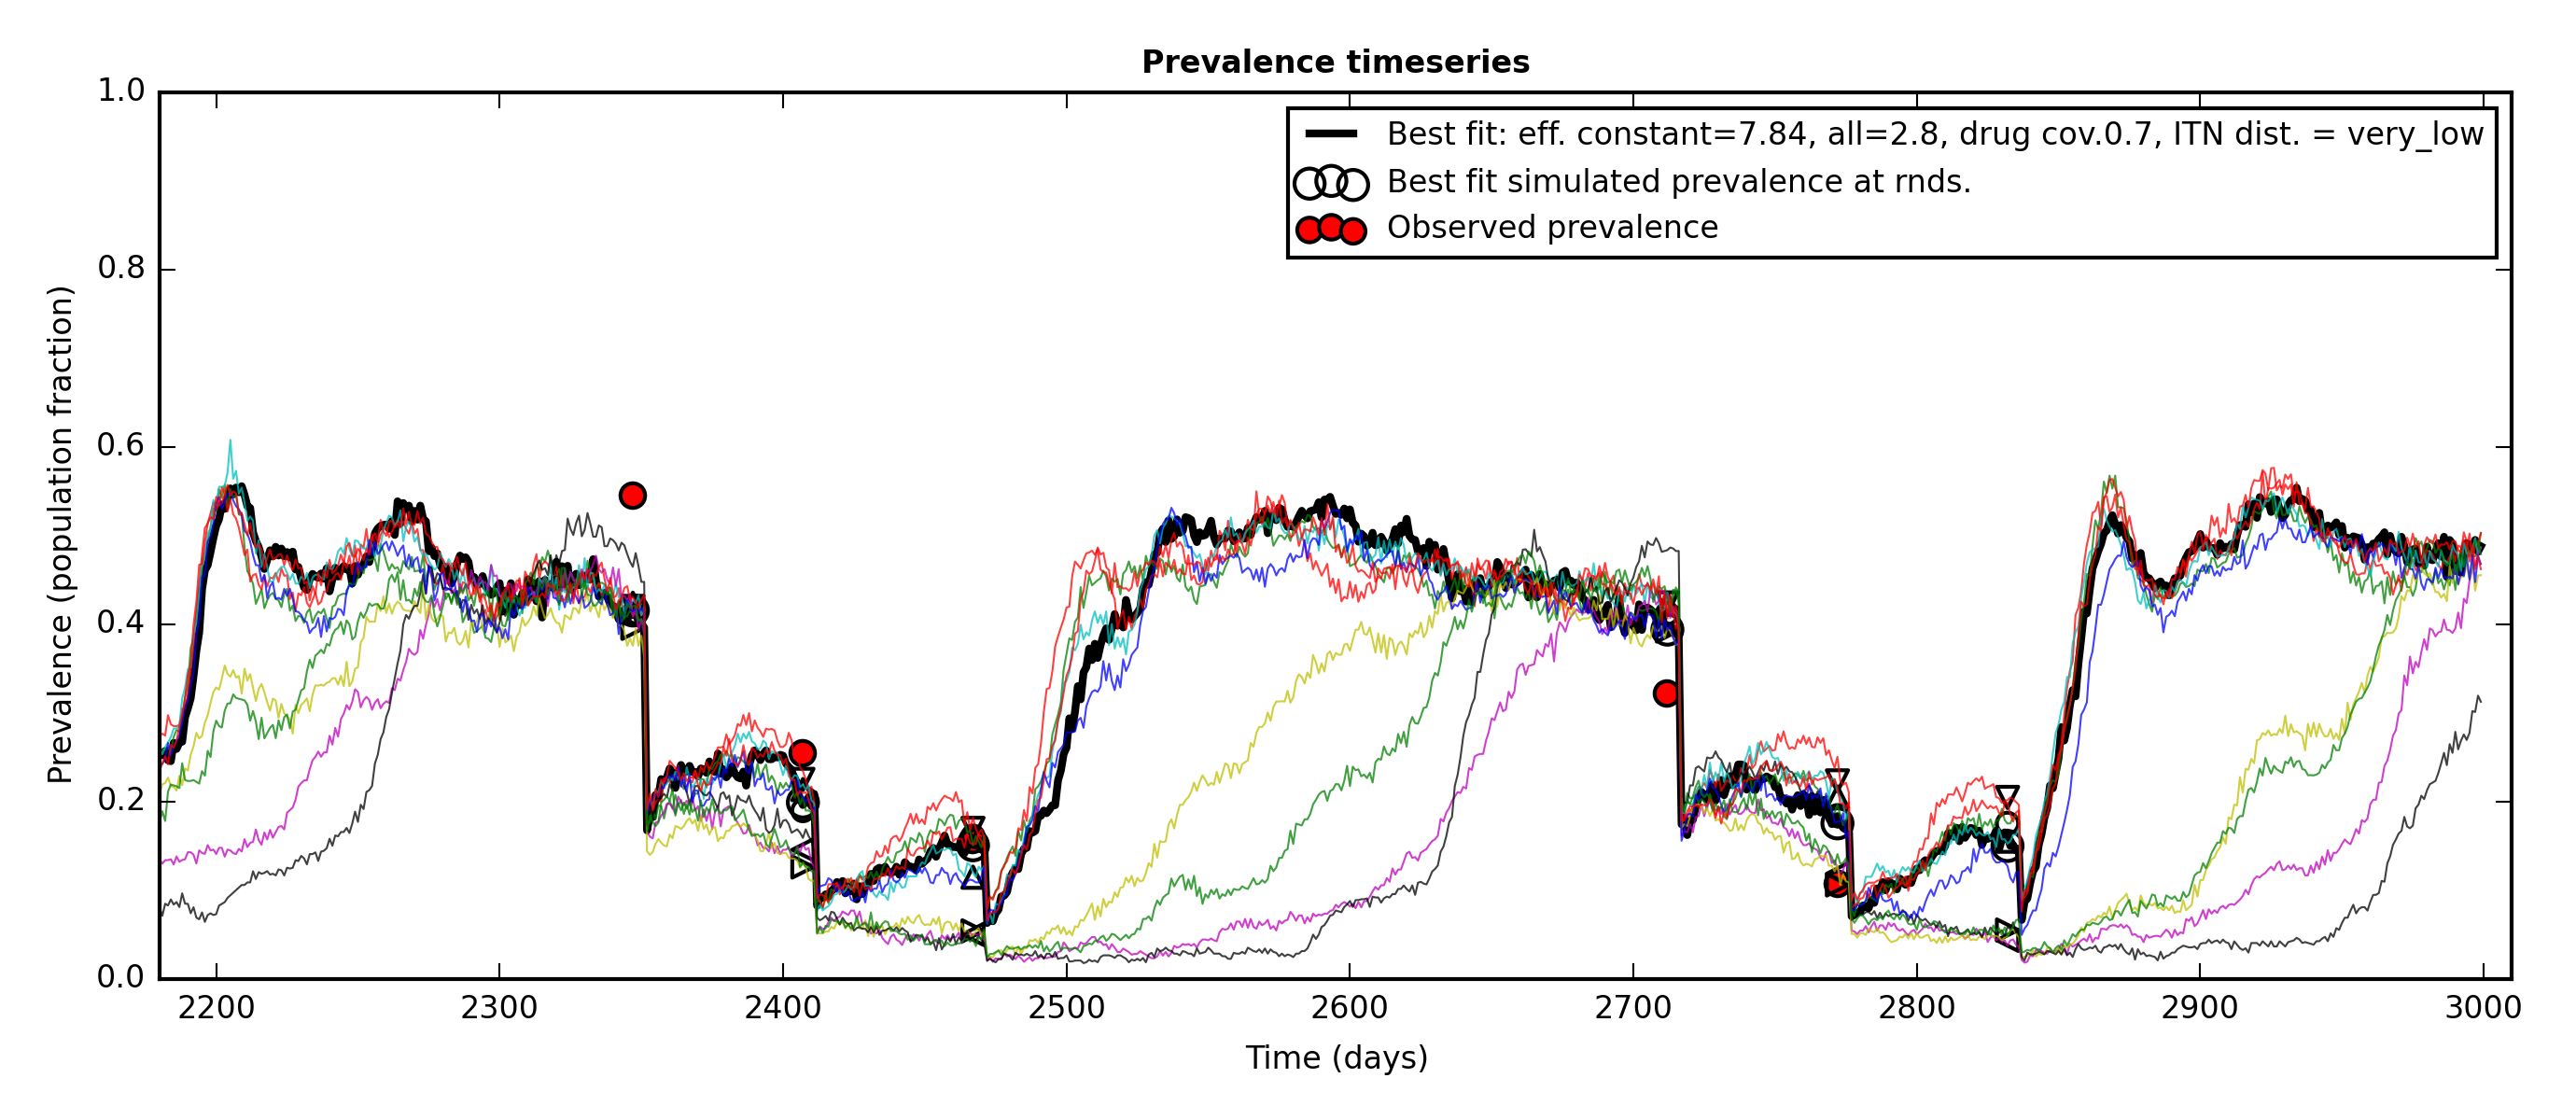 Prevalence timeseries
Best fit: eff. constant=7.84, all=2.8, drug cov.0.7, ITN dist. = very_low
Best fit simulated prevalence at rnds.
Observed prevalence
Prevalence (population fraction)
1.0
0.8
0.6
0.4
0.2
0.0
2200 2300 2400 2500 2600 2700 2800 2900 3000
Time (days)